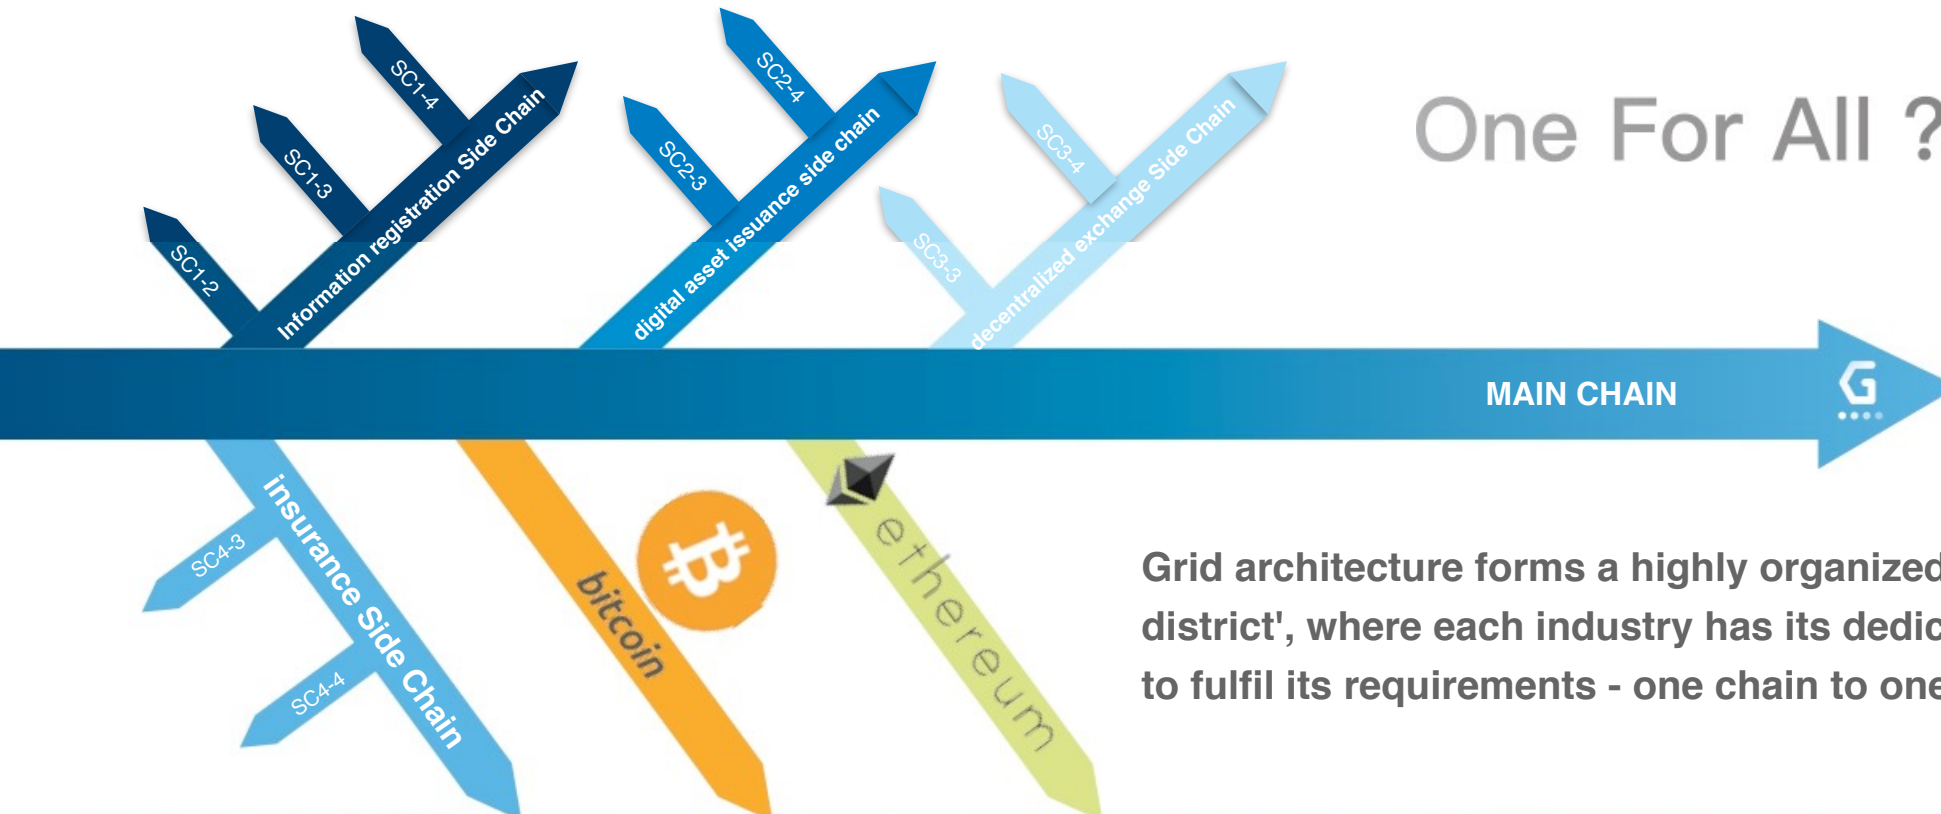 SC1-4
SC1-3
SC1-2
Information registration Side Chain
SC2-4
SC2-3
digital asset issuance side chain
SC3-4
SC3-3
decentralized exchange Side Chain
One For All ?
MAIN CHAIN
insurance Side Chain
SC4-3
SC4-4
bitcoin
ethereum
Grid architecture forms a highly organized
district', where each industry has its
to fulfil its requirements - one chain to one